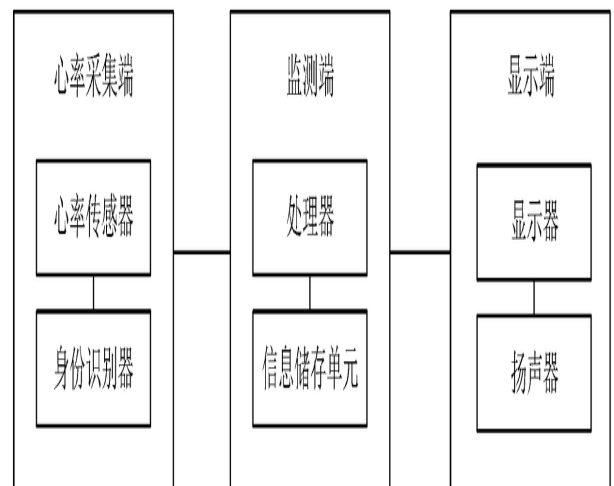 心率采集端
心率传感器
身份识别器
监测端
处理器
信息储存单元
显示端
显示器
扬声器